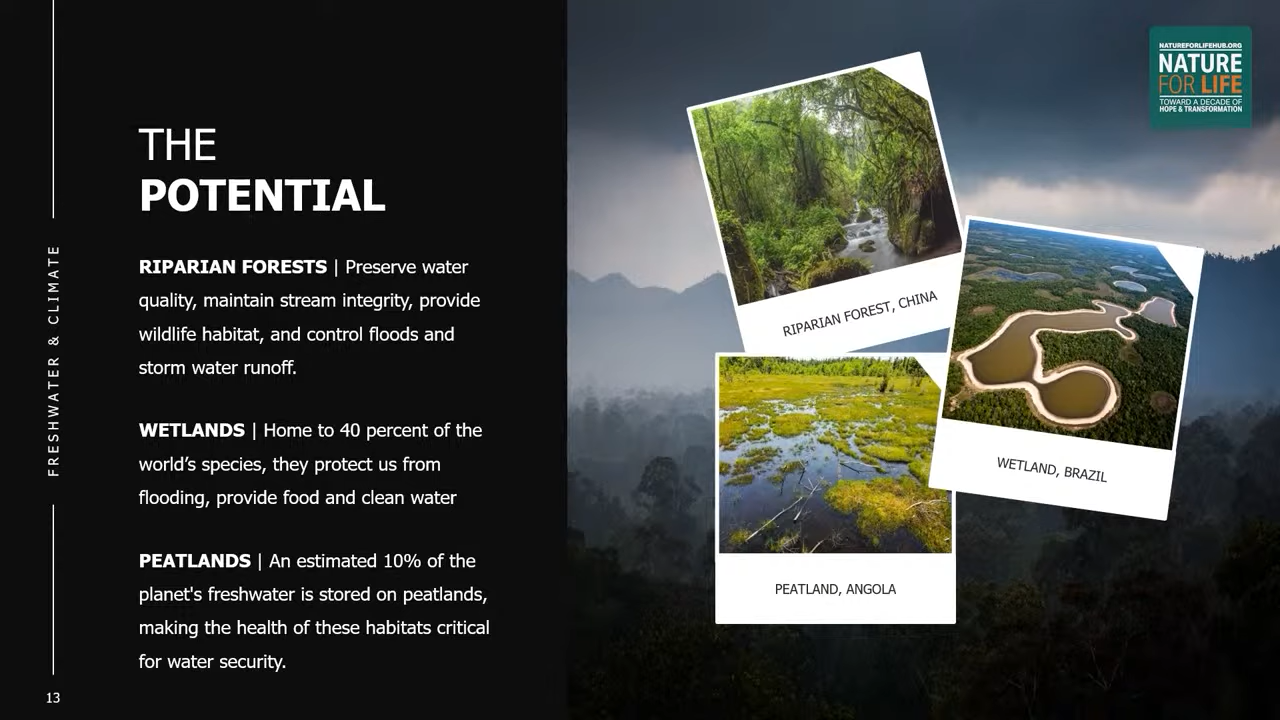 THE
POTENTIAL
RIPARIAN FORESTS | Preserve water
quality, maintain stream integrity, provide
wildlife habitat, and control floods and
storm water runoff.
WETLANDS | Home to 40 percent of the
world’s species, they protect us from
flooding, provide food and clean water
PEATLANDS | An estimated 10% of the
planet's freshwater is stored on peatlands,
making the health of these habitats critical
for water security.
FRESHWATER & CLIMATE
13
RIPARIAN FOREST, CHINA
WETLAND, BRAZIL
PEATLAND, ANGOLA
NATUREFORLIFEHUB.ORG
NATURE
FOR LIFE
TOWARD A DECADE OF
HOPE & TRANSFORMATION